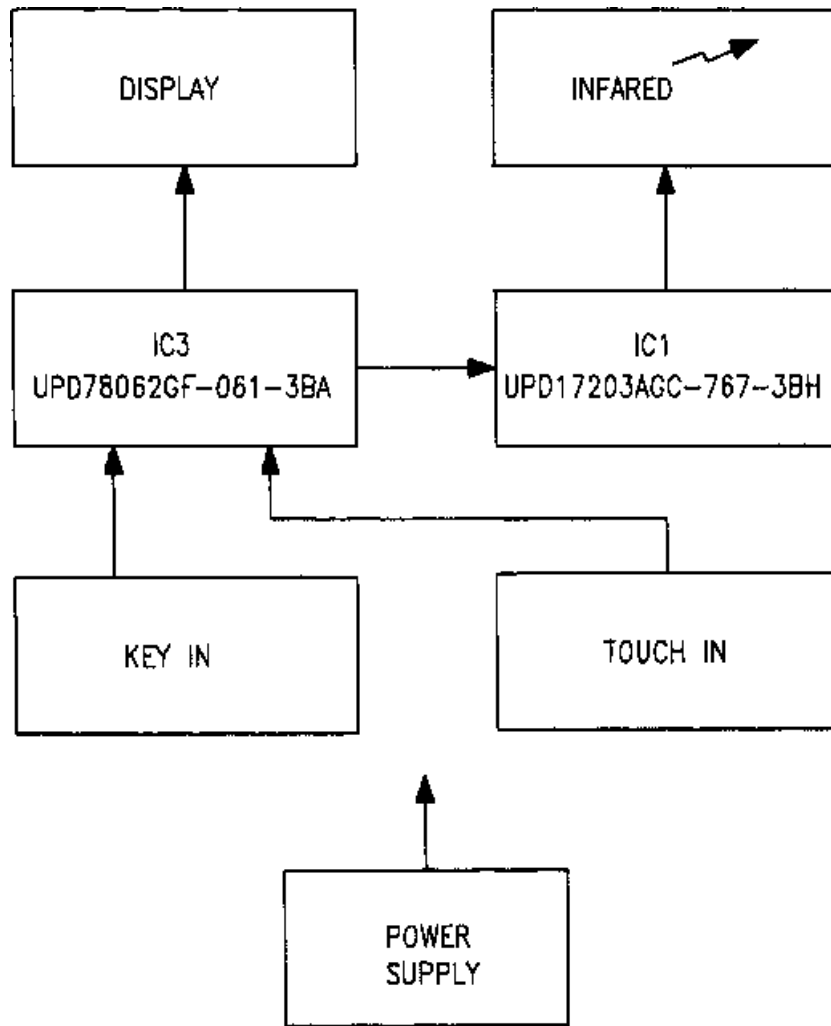 DISPLAY
INFARED
IC3
UPD78062GF-061-3BA
IC1
UPD17203AGC-767-3BH
KEY IN
TOUCH IN
POWER
SUPPLY